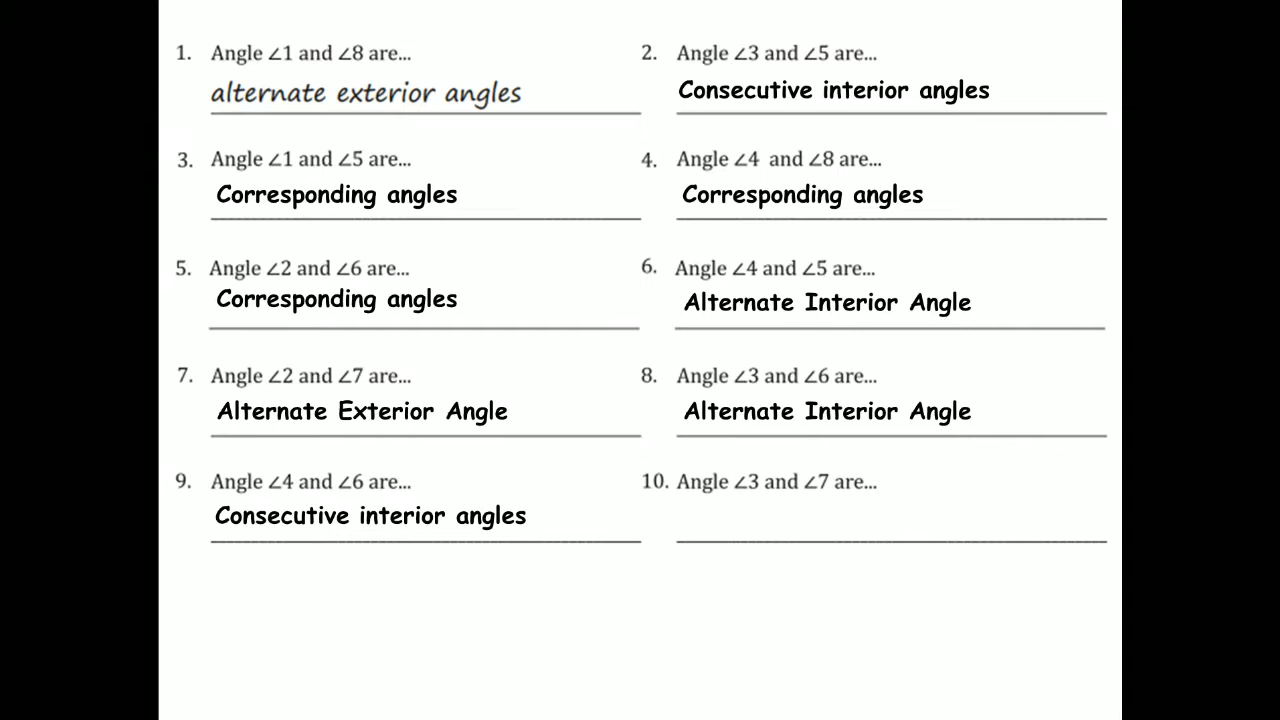 1. Angle ∠1 and ∠8 are...
alternate exterior angles
2. Angle ∠3 and ∠5 are...
Consecutive interior angles
3. Angle ∠1 and ∠5 are...
Corresponding angles
4. Angle ∠4 and ∠8 are...
Corresponding angles
5. Angle ∠2 and ∠6 are...
Corresponding angles
6. Angle ∠4 and ∠5 are...
Alternate Interior Angle
7. Angle ∠2 and ∠7 are...
Alternate Exterior Angle
8. Angle ∠3 and ∠6 are...
Alternate Interior Angle
9. Angle ∠4 and ∠6 are...
Consecutive interior angles
10. Angle ∠3 and ∠7 are...